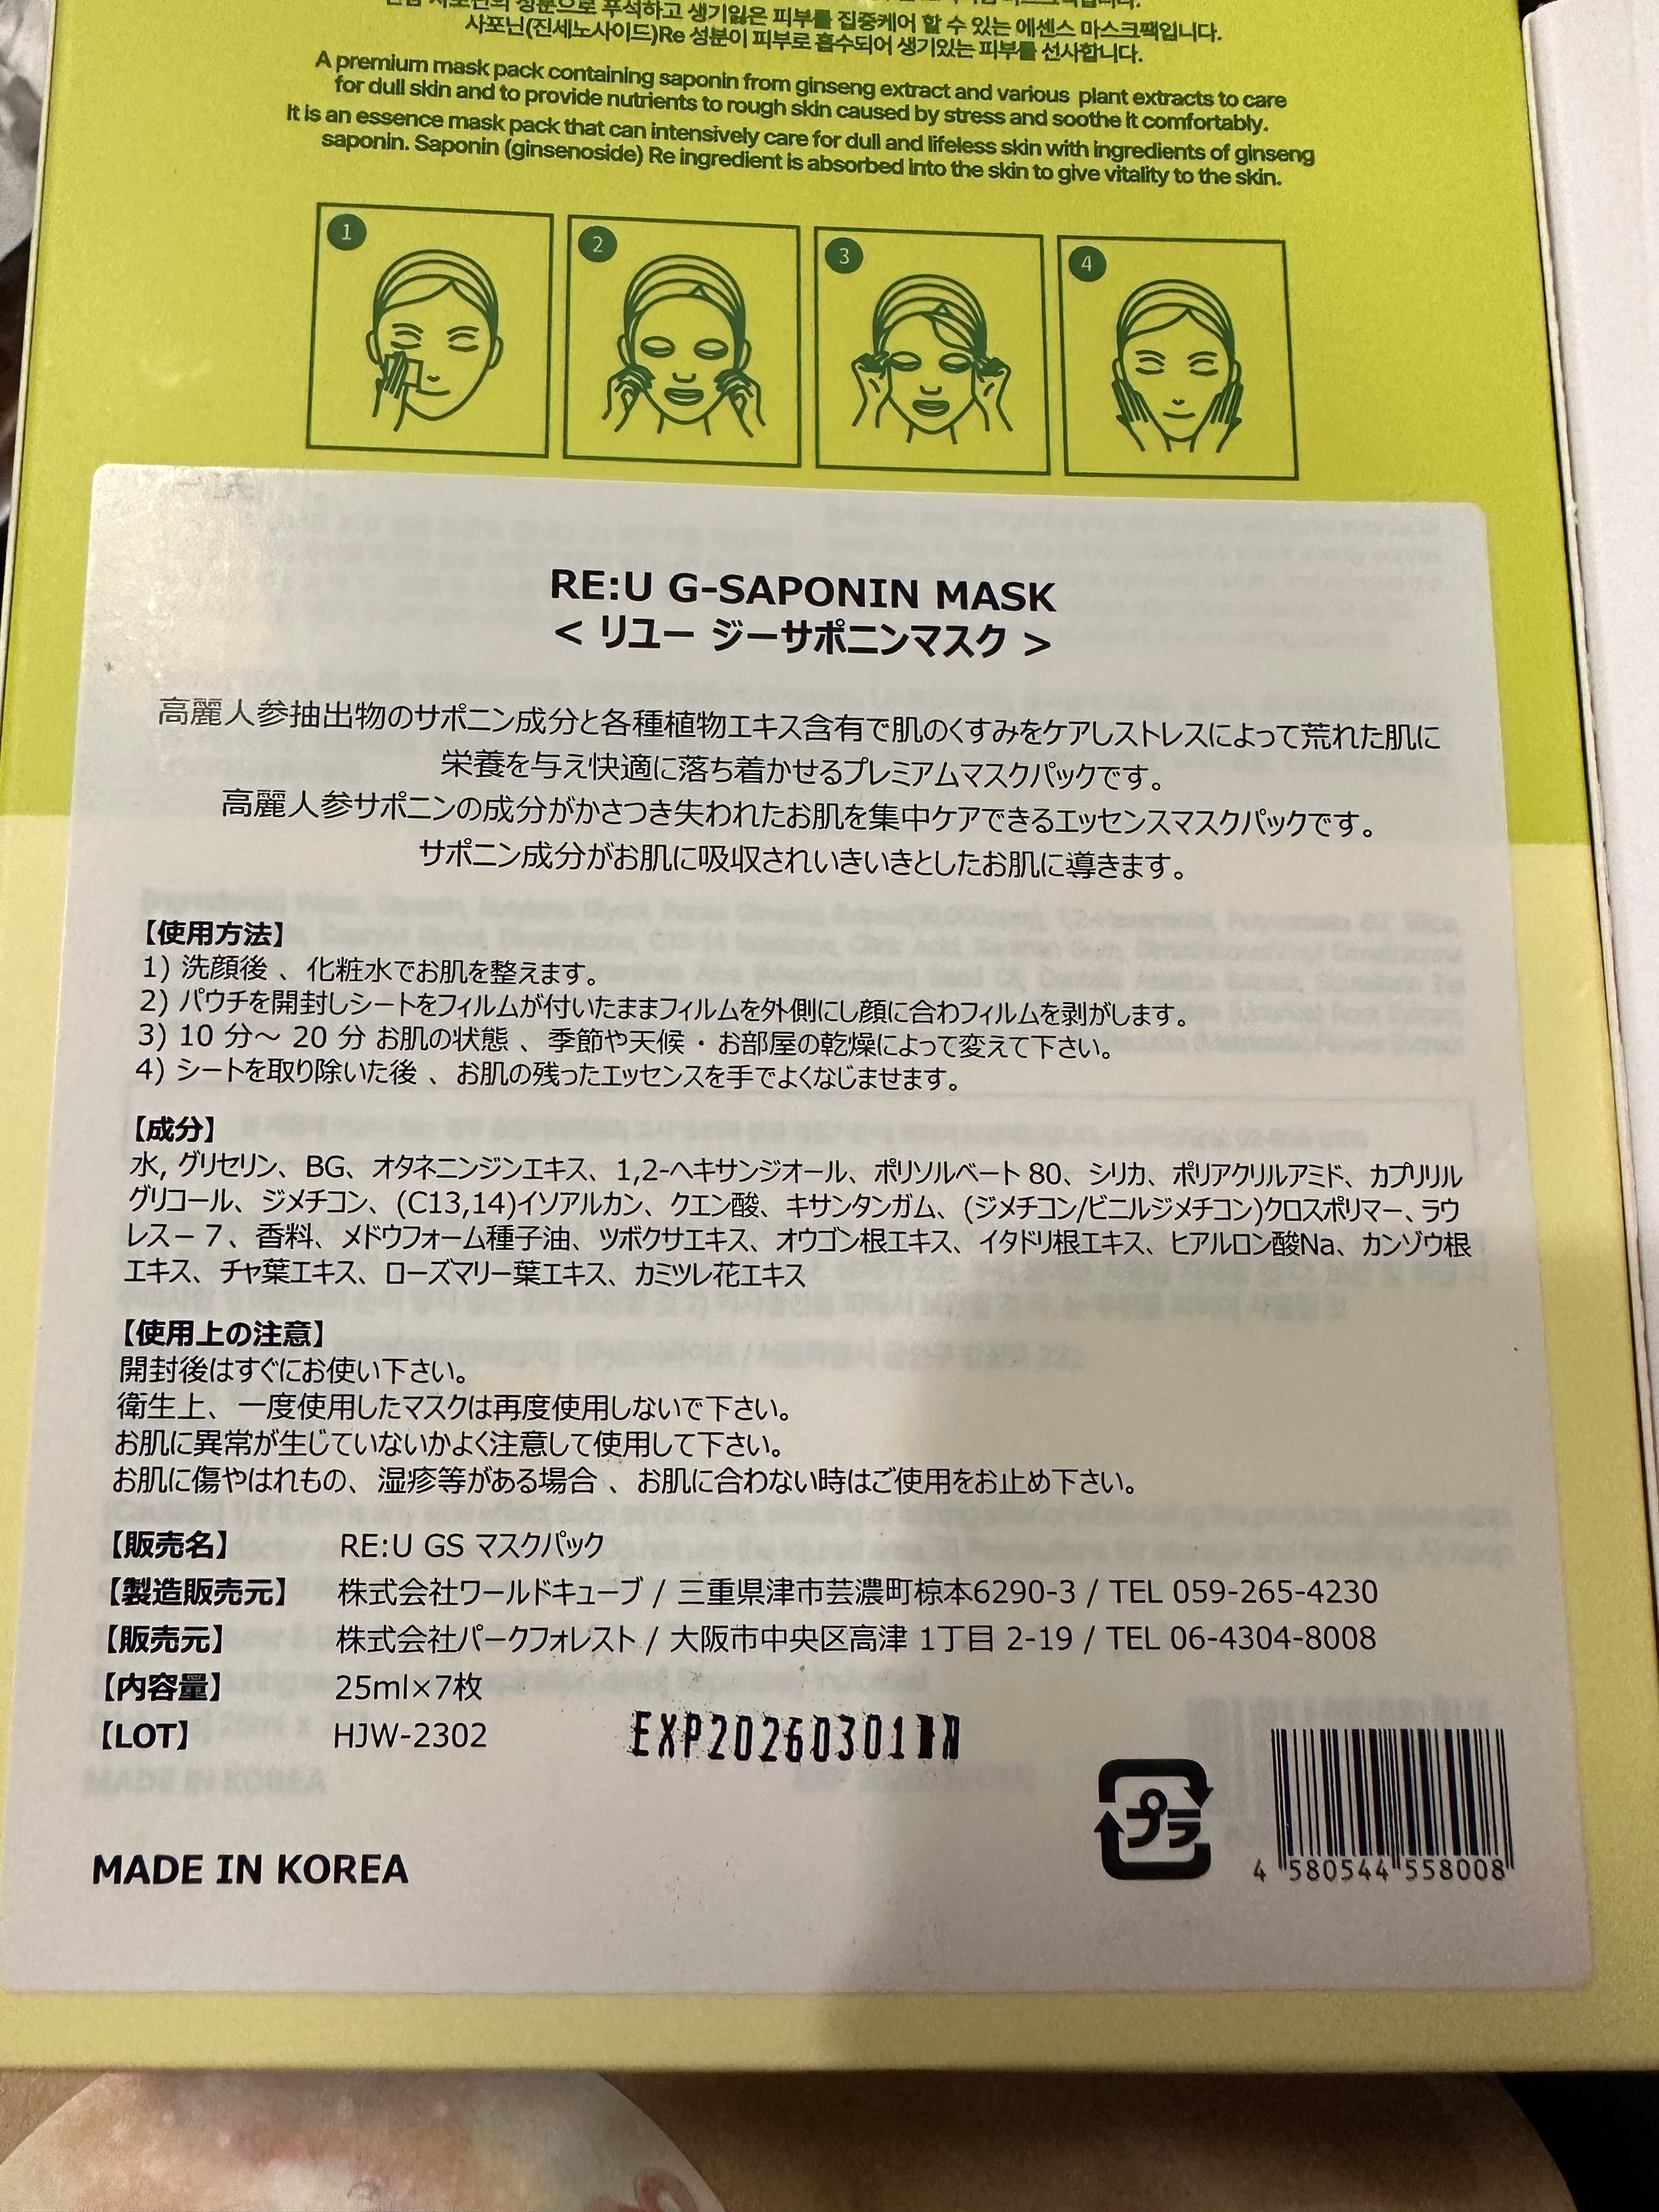 성분으로 푸석하고 생기잃은 피부를 집중케어 할 수 있는 에센스 마스크팩입니다.
사포닌(진세노사이드)Re 성분이 피부로 흡수되어 생기있는 피부를 선사합니다.
A premium mask pack containing saponin from ginseng extract and various plant extracts to care
for dull skin and to provide nutrients to rough skin caused by stress and soothe it comfortably.
It is an essence mask pack that can intensively care for dull and lifeless skin with ingredients of ginseng
saponin. Saponin (ginsenoside) Re ingredient is absorbed into the skin to give vitality to the skin.
1 2 3 4
RE:U G-SAPONIN MASK
< リユー ジーサポニンマスク >
高麗人参抽出物のサポニン成分と各種植物エキス含有で肌のくすみをケアしストレスによって荒れた肌に
栄養を与え快適に落ち着かせるプレミアムマスクパックです。
高麗人参サポニンの成分がかさつき失われたお肌を集中ケアできるエッセンスマスクパックです。
サポニン成分がお肌に吸収されいきいきとしたお肌に導きます。
【使用方法】
1) 洗顔後 、化粧水でお肌を整えます。
2) パウチを開封しシートをフィルムが付いたままフィルムを外側にし顔に合わフィルムを剥がします。
3) 10 分～ 20 分 お肌の状態 、季節や天候・お部屋の乾燥によって変えて下さい。
4) シートを取り除いた後 、お肌の残ったエッセンスを手でよくなじませます。
【成分】
水, グリセリン、BG、オタネニンジンエキス、1,2-ヘキサンジオール、ポリソルベート 80、シリカ、ポリアクリルアミド、カプリリル
グリコール、ジメチコン、(C13,14)イソアルカン、クエン酸、キサンタンガム、(ジメチコン/ビニルジメチコン)クロスポリマー、ラウ
レス－７、香料、メドウフォーム種子油、ツボクサエキス、オウゴン根エキス、イタドリ根エキス、ヒアルロン酸Na、カンゾウ根
エキス、チャ葉エキス、ローズマリー葉エキス、カミツレ花エキス
【使用上の注意】
開封後はすぐにお使い下さい。
衛生上、一度使用したマスクは再度使用しないで下さい。
お肌に異常が生じていないかよく注意して使用して下さい。
お肌に傷やはれもの、湿疹等がある場合 、お肌に合わない時はご使用をお止め下さい。
【販売名】 RE:U GS マスクパック
【製造販売元】 株式会社ワールドキューブ / 三重県津市芸濃町椋本6290-3 / TEL 059-265-4230
【販売元】 株式会社パークフォレスト / 大阪市中央区高津 1丁目 2-19 / TEL 06-4304-8008
【内容量】 25ml×7枚
【LOT】 HJW-2302 EXP20260301
プラ
4 580544 558008
MADE IN KOREA